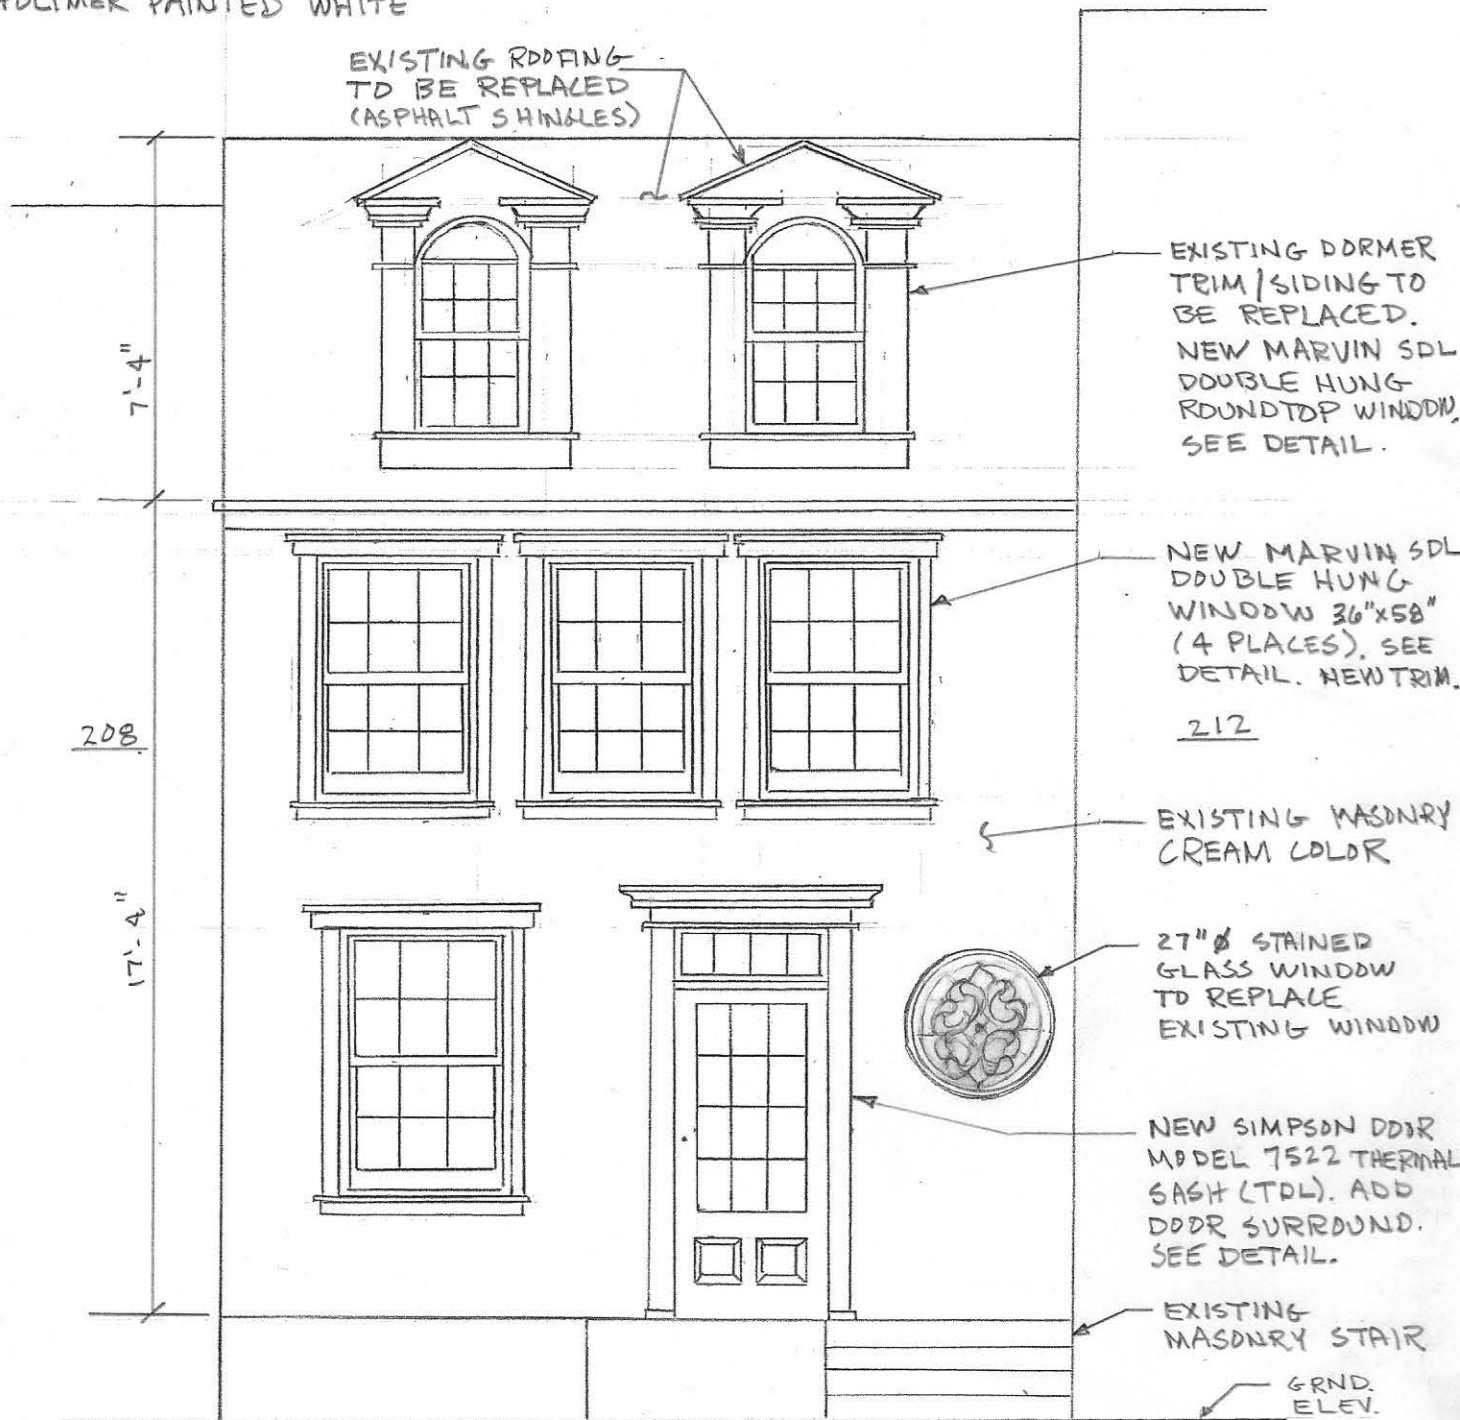 POLYMER PAINTED WHITE
EXISTING ROOFING
TO BE REPLACED
(ASPHALT SHINGLES)
EXISTING DORMER
TRIM/SIDING TO
BE REPLACED.
NEW MARVIN SDL
DOUBLE HUNG
ROUNDTOP WINDOW.
SEE DETAIL.
7'-4"
NEW MARVIN SDL
DOUBLE HUNG
WINDOW 36"x58"
(4 PLACES). SEE
DETAIL. NEW TRIM.
208
212
EXISTING MASONRY
CREAM COLOR
17'-4"
27"Ø STAINED
GLASS WINDOW
TO REPLACE
EXISTING WINDOW
NEW SIMPSON DOOR
MODEL 7522 THERMAL
SASH (TDL). ADD
DOOR SURROUND.
SEE DETAIL.
EXISTING
MASONRY STAIR
GRND.
ELEV.